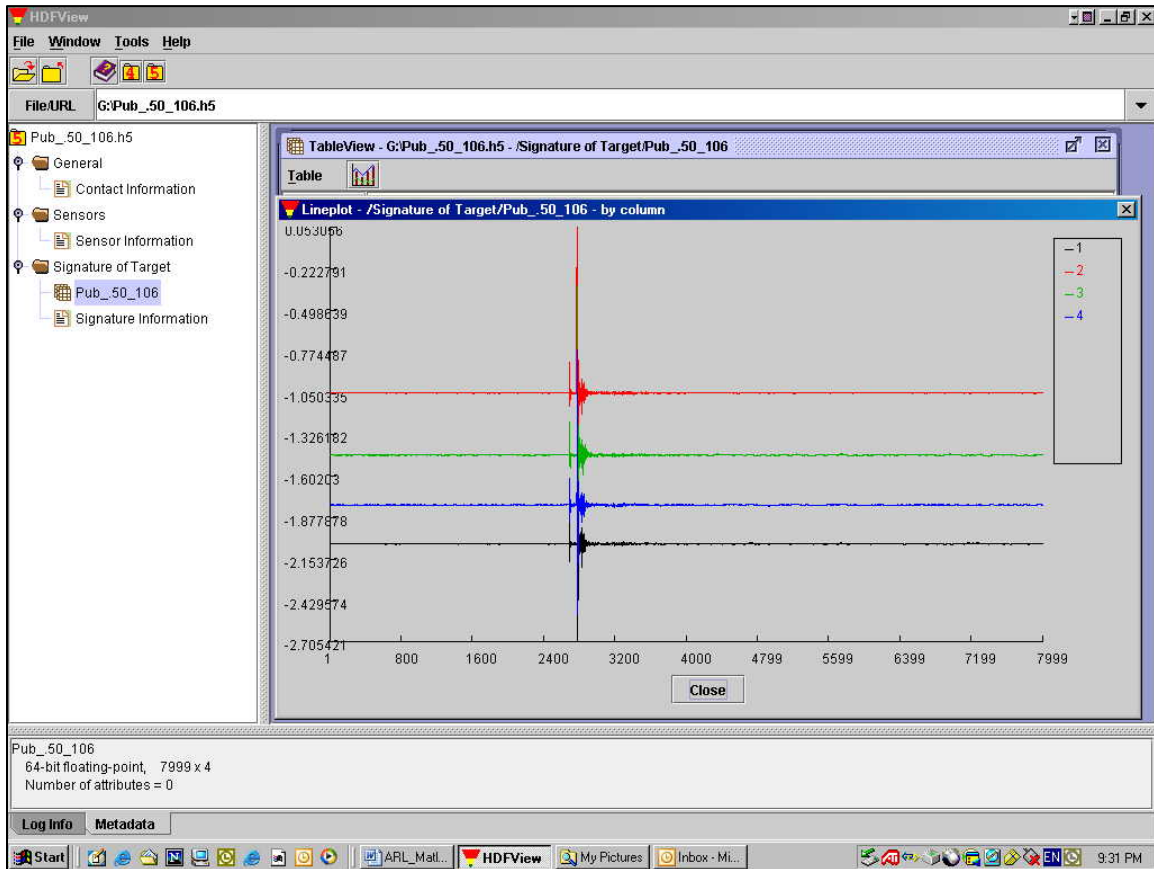 HDFView
File Window Tools Help
File/URL G:\Pub_.50_106.h5
Pub_.50_106.h5
General
Contact Information
Sensors
Sensor Information
Signature of Target
Pub_.50_106
Signature Information
TableView - G:\Pub_.50_106.h5 - /Signature of Target/Pub_.50_106
Table
Lineplot - /Signature of Target/Pub_.50_106 - by column
0.053056
-0.222791
-0.498639
-0.774487
-1.050335
-1.326182
-1.60203
-1.877878
-2.153726
-2.429574
-2.705421
1 800 1600 2400 3200 4000 4799 5599 6399 7199 7999
1
2
3
4
Close
Pub_.50_106
64-bit floating-point, 7999 x 4
Number of attributes = 0
Log Info Metadata
Start ARL_Matl... HDFView My Pictures Inbox - Mi... EN 9:31 PM